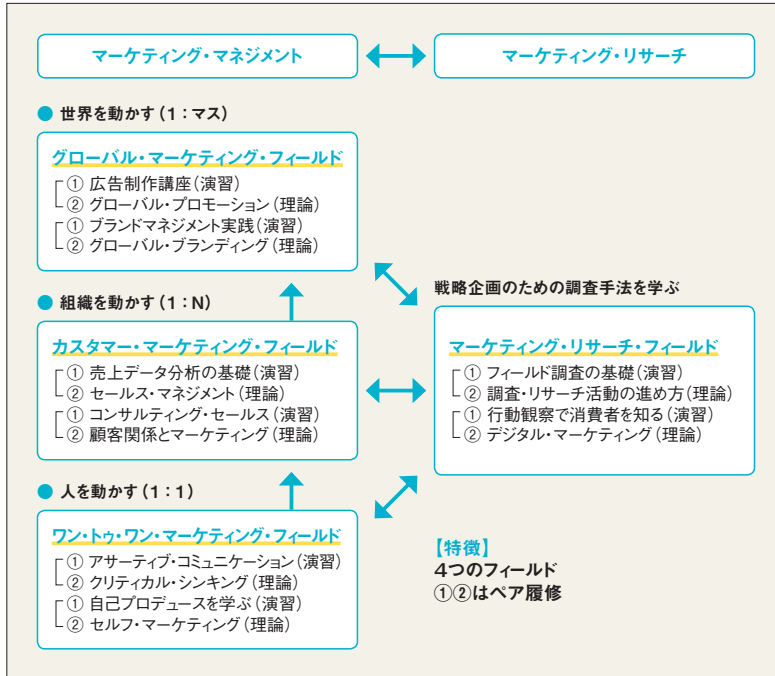 マーケティング・マネジメント
マーケティング・リサーチ
● 世界を動かす（1：マス）
グローバル・マーケティング・フィールド
① 広告制作講座（演習）
② グローバル・プロモーション（理論）
① ブランドマネジメント実践（演習）
② グローバル・ブランディング（理論）
● 組織を動かす（1：N）
カスタマー・マーケティング・フィールド
① 売上データ分析の基礎（演習）
② セールス・マネジメント（理論）
① コンサルティング・セールス（演習）
② 顧客関係とマーケティング（理論）
● 人を動かす（1：1）
ワン・トゥ・ワン・マーケティング・フィールド
① アサーティブ・コミュニケーション（演習）
② クリティカル・シンキング（理論）
① 自己プロデュースを学ぶ（演習）
② セルフ・マーケティング（理論）
戦略企画のための調査手法を学ぶ
マーケティング・リサーチ・フィールド
① フィールド調査の基礎（演習）
② 調査・リサーチ活動の進め方（理論）
① 行動観察で消費者を知る（演習）
② デジタル・マーケティング（理論）
【特徴】
4つのフィールド
①②はペア履修